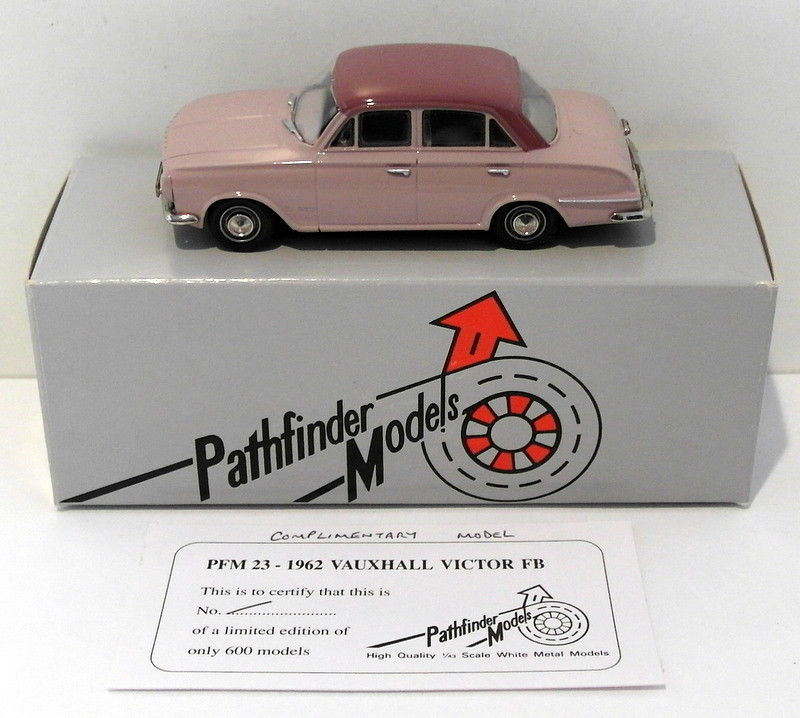 Pathfinder
Models
COMPLIMENTARY MODEL
PFM 23 - 1962 VAUXHALL VICTOR FB
This is to certify that this is
No. ..........................
of a limited edition of
only 600 models
Pathfinder
Models
High Quality 1/43 Scale White Metal Models